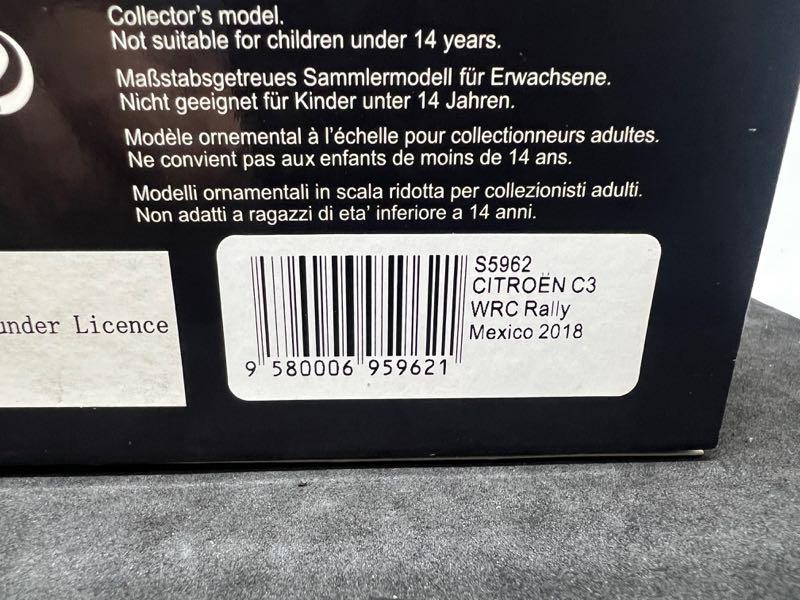 Collector's model.
Not suitable for children under 14 years.
Maßstabsgetreues Sammlermodell für Erwachsene.
Nicht geeignet für Kinder unter 14 Jahren.
Modèle ornemental à l'échelle pour collectionneurs adultes.
Ne convient pas aux enfants de moins de 14 ans.
Modelli ornamentali in scala ridotta per collezionisti adulti.
Non adatti a ragazzi di eta' inferiore a 14 anni.
under Licence
S5962
CITROËN C3
WRC Rally
Mexico 2018
9 580006 959621